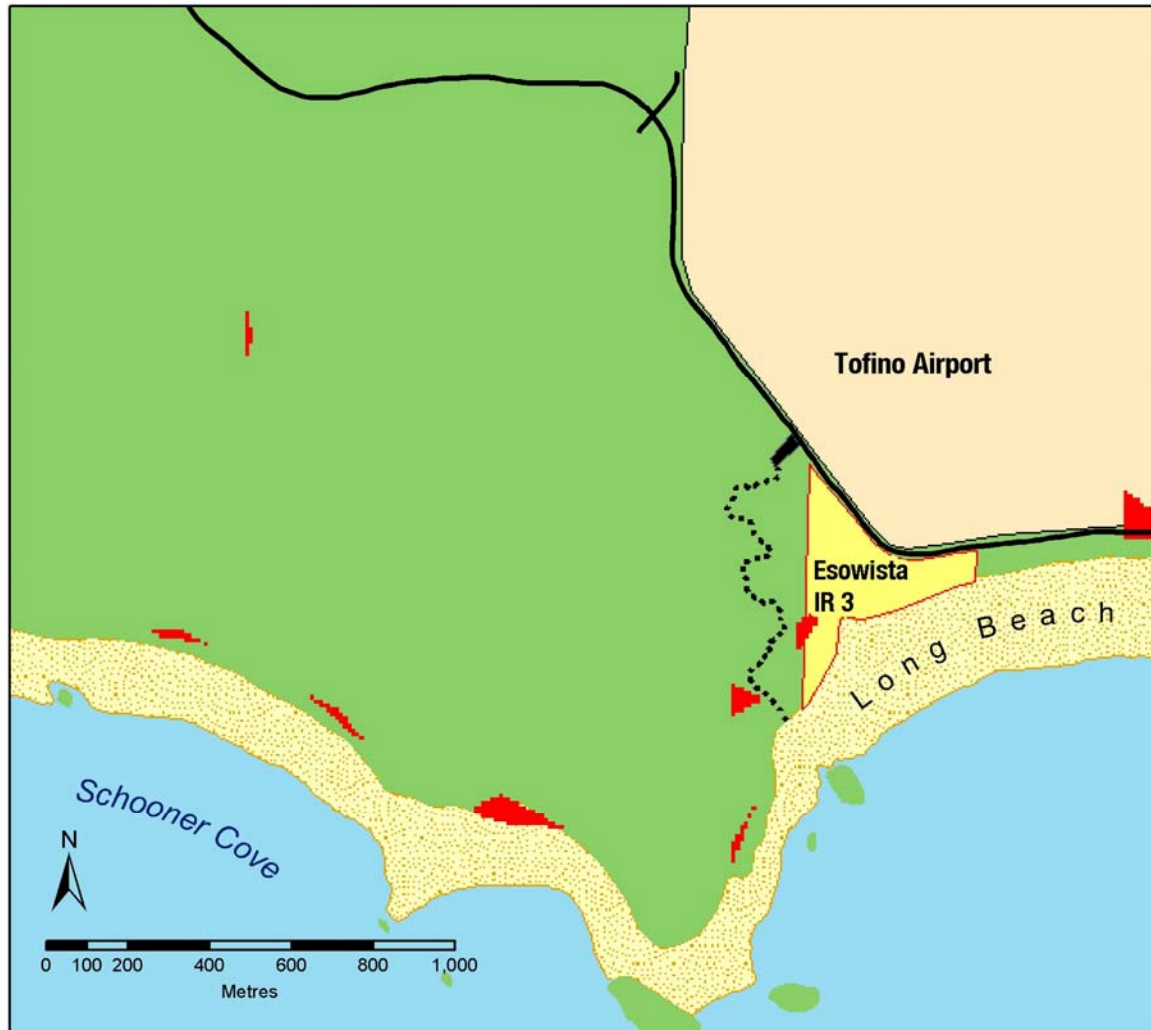 Tofino Airport
Esowista
IR 3
Long Beach
Schooner Cove
N
0 100 200 400 600 800 1,000
Metres